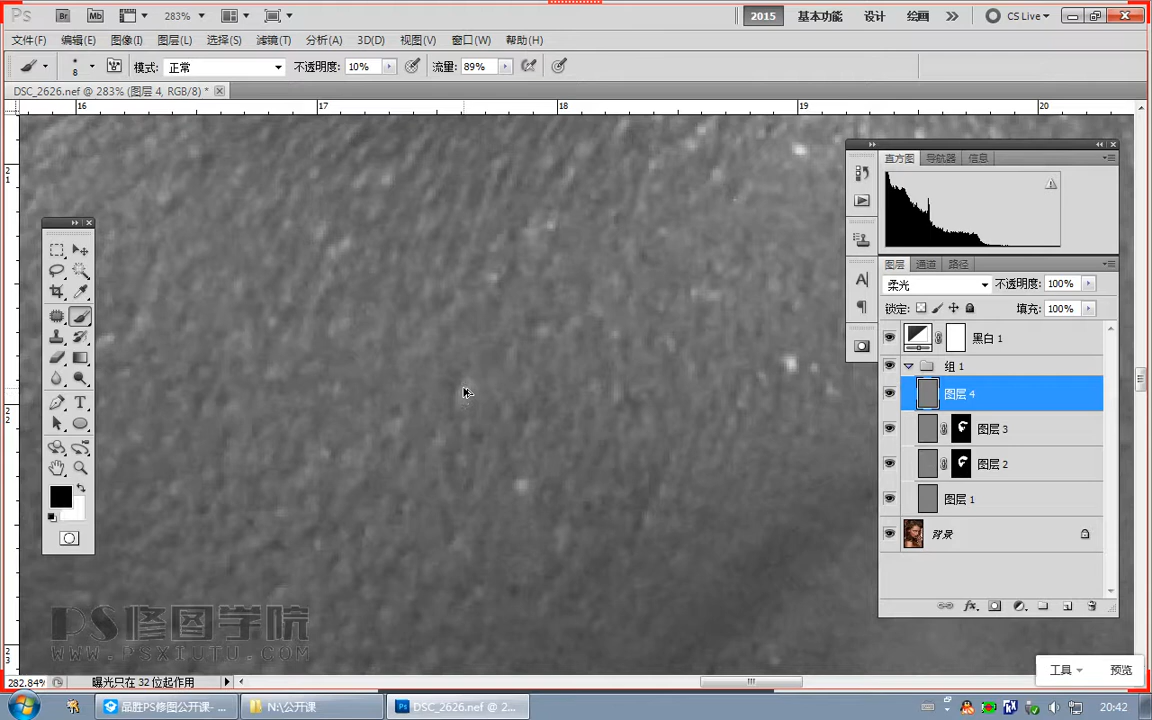 Ps Br Mb 283% 2015 基本功能 设计 绘画 CS Live
文件(F) 编辑(E) 图像(I) 图层(L) 选择(S) 滤镜(T) 分析(A) 3D(D) 视图(V) 窗口(W) 帮助(H)
8 模式: 正常 不透明度: 10% 流量: 89%
DSC_2626.nef @ 283% (图层 4, RGB/8) *
16 17 18 19 20
21
22
23
直方图 导航器 信息
图层 通道 路径
柔光 不透明度: 100%
锁定: 填充: 100%
黑白 1
组 1
图层 4
图层 3
图层 2
图层 1
背景
PS修图学院
WWW.PSXIUTU.COM
工具 预览
282.84% 曝光只在 32 位起作用
品胜PS修图公开课-... N:\公开课 DSC_2626.nef @ 2... 20:42